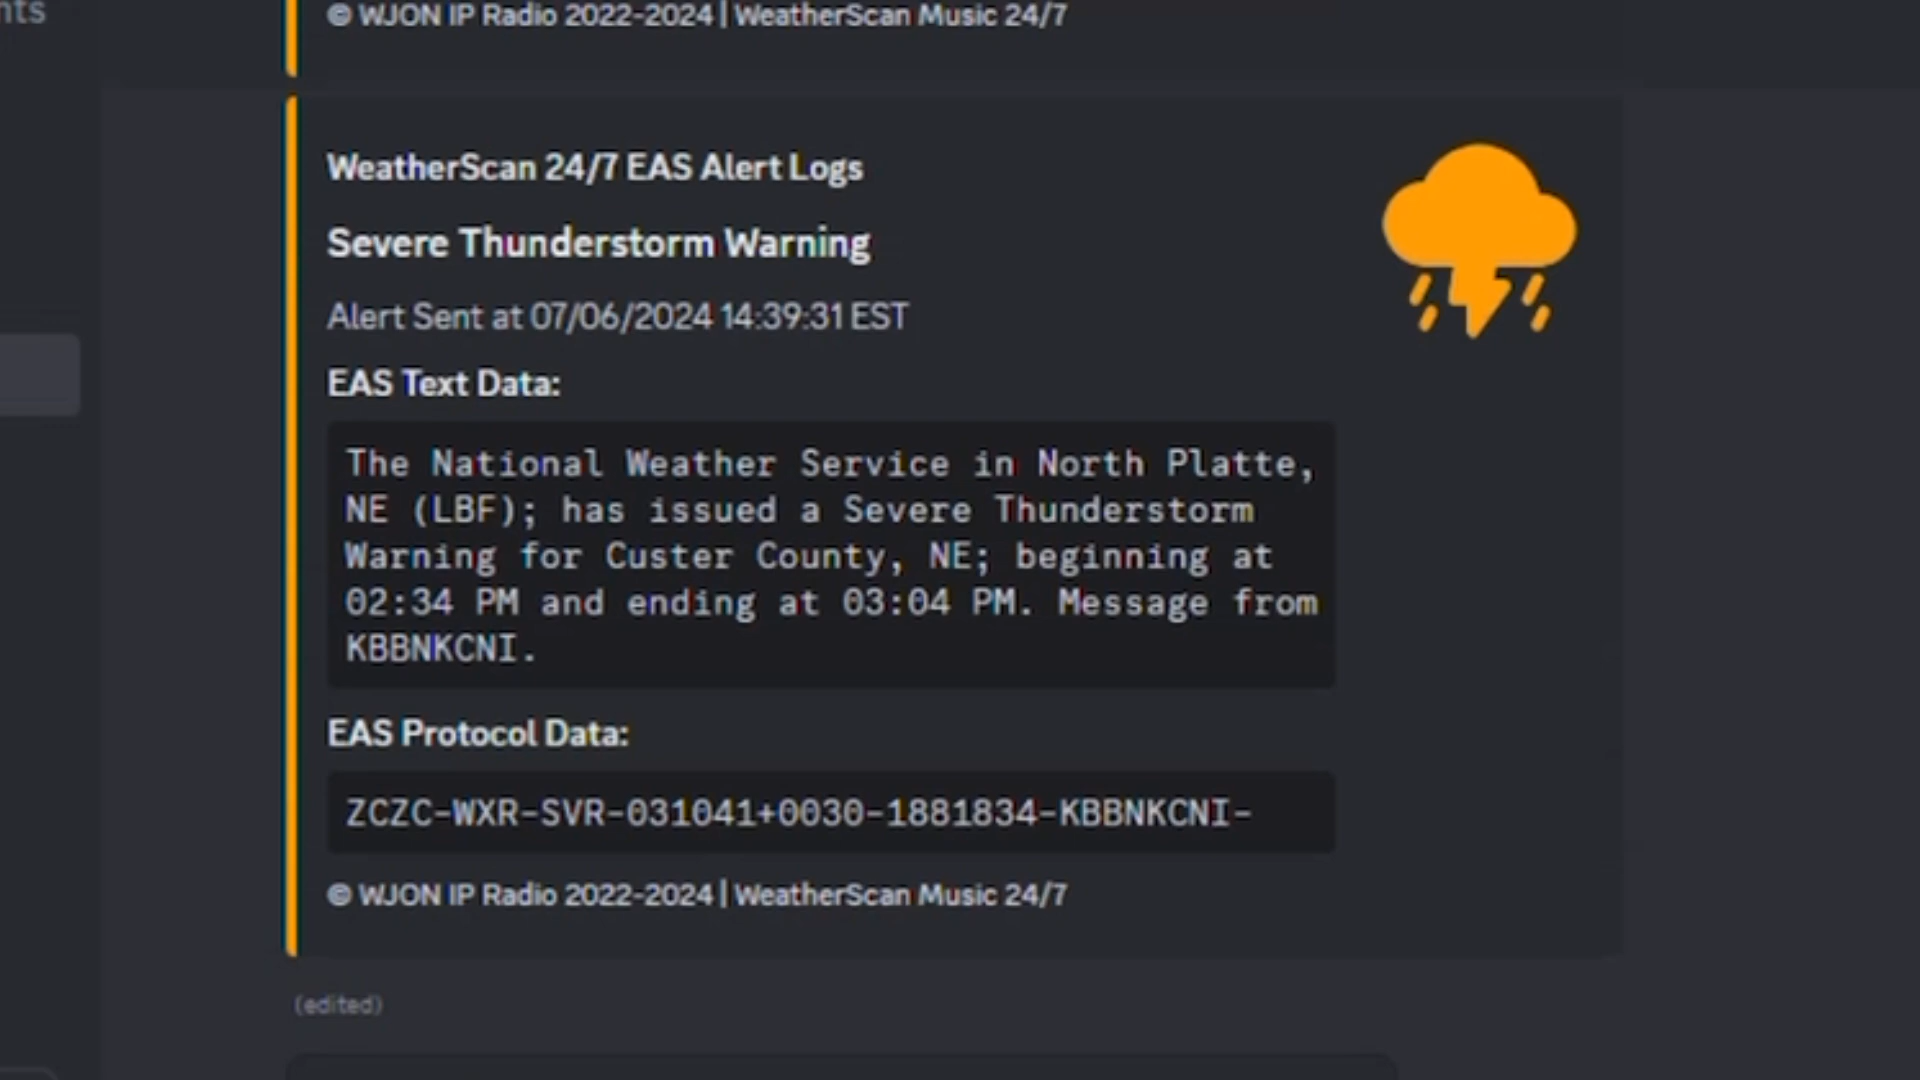 nts
© WJON IP Radio 2022-2024 | WeatherScan Music 24/7
WeatherScan 24/7 EAS Alert Logs
Severe Thunderstorm Warning
Alert Sent at 07/06/2024 14:39:31 EST
EAS Text Data:
The National Weather Service in North Platte,
NE (LBF); has issued a Severe Thunderstorm
Warning for Custer County, NE; beginning at
02:34 PM and ending at 03:04 PM. Message from
KBBNKCNI.
EAS Protocol Data:
ZCZC-WXR-SVR-031041+0030-1881834-KBBNKCNI-
© WJON IP Radio 2022-2024 | WeatherScan Music 24/7
(edited)